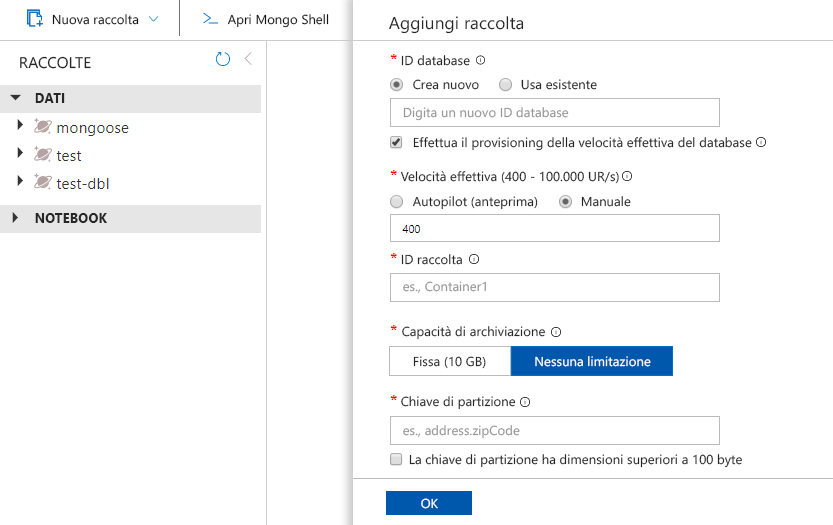 Nuova raccolta
Apri Mongo Shell
RACCOLTE
DATI
mongoose
test
test-dbl
NOTEBOOK
Aggiungi raccolta
* ID database
Crea nuovo
Usa esistente
Digita un nuovo ID database
Effettua il provisioning della velocità effettiva del database
* Velocità effettiva (400 - 100.000 UR/s)
Autopilot (anteprima)
Manuale
400
* ID raccolta
es., Container1
* Capacità di archiviazione
Fissa (10 GB)
Nessuna limitazione
* Chiave di partizione
es., address.zipCode
La chiave di partizione ha dimensioni superiori a 100 byte
OK